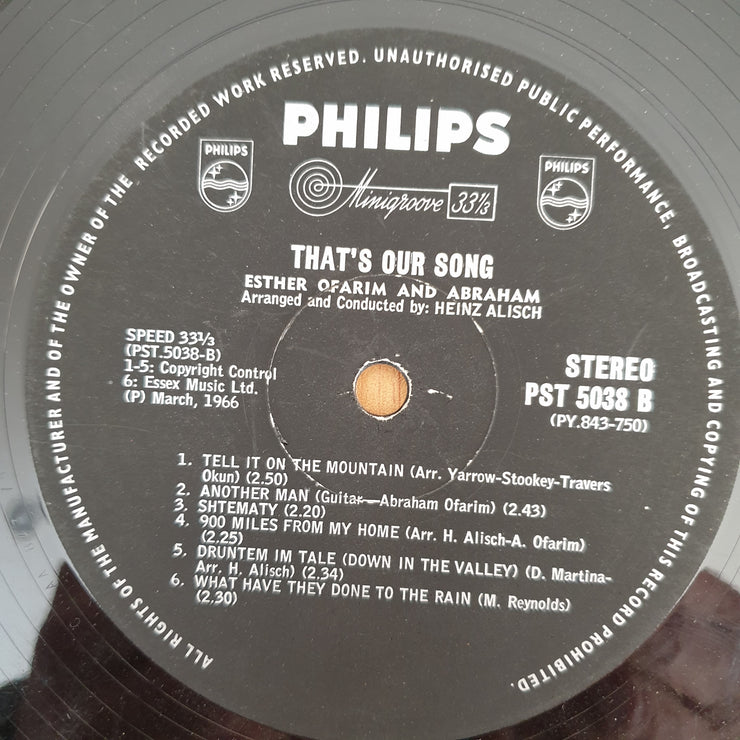 ALL RIGHTS OF THE MANUFACTURER AND OF THE OWNER OF THE RECORDED WORK RESERVED. UNAUTHORISED PUBLIC PERFORMANCE, BROADCASTING AND COPYING OF THIS RECORD PROHIBITED.
PHILIPS
PHILIPS
PHILIPS
Minigroove 33⅓
THAT'S OUR SONG
ESTHER OFARIM AND ABRAHAM
Arranged and Conducted by: HEINZ ALISCH
SPEED 33⅓
(PST.5038-B)
1-5: Copyright Control
6: Essex Music Ltd.
(P) March, 1966
STEREO
PST 5038 B
(PY.843-750)
1. TELL IT ON THE MOUNTAIN (Arr. Yarrow-Stookey-Travers
Okun) (2.50)
2. ANOTHER MAN (Guitar—Abraham Ofarim) (2.43)
3. SHTEMATY (2.20)
4. 900 MILES FROM MY HOME (Arr. H. Alisch-A. Ofarim)
(2.25)
5. DRUNTEM IM TALE (DOWN IN THE VALLEY) (D. Martina-
Arr. H. Alisch) (2.34)
6. WHAT HAVE THEY DONE TO THE RAIN (M. Reynolds)
(2.30)